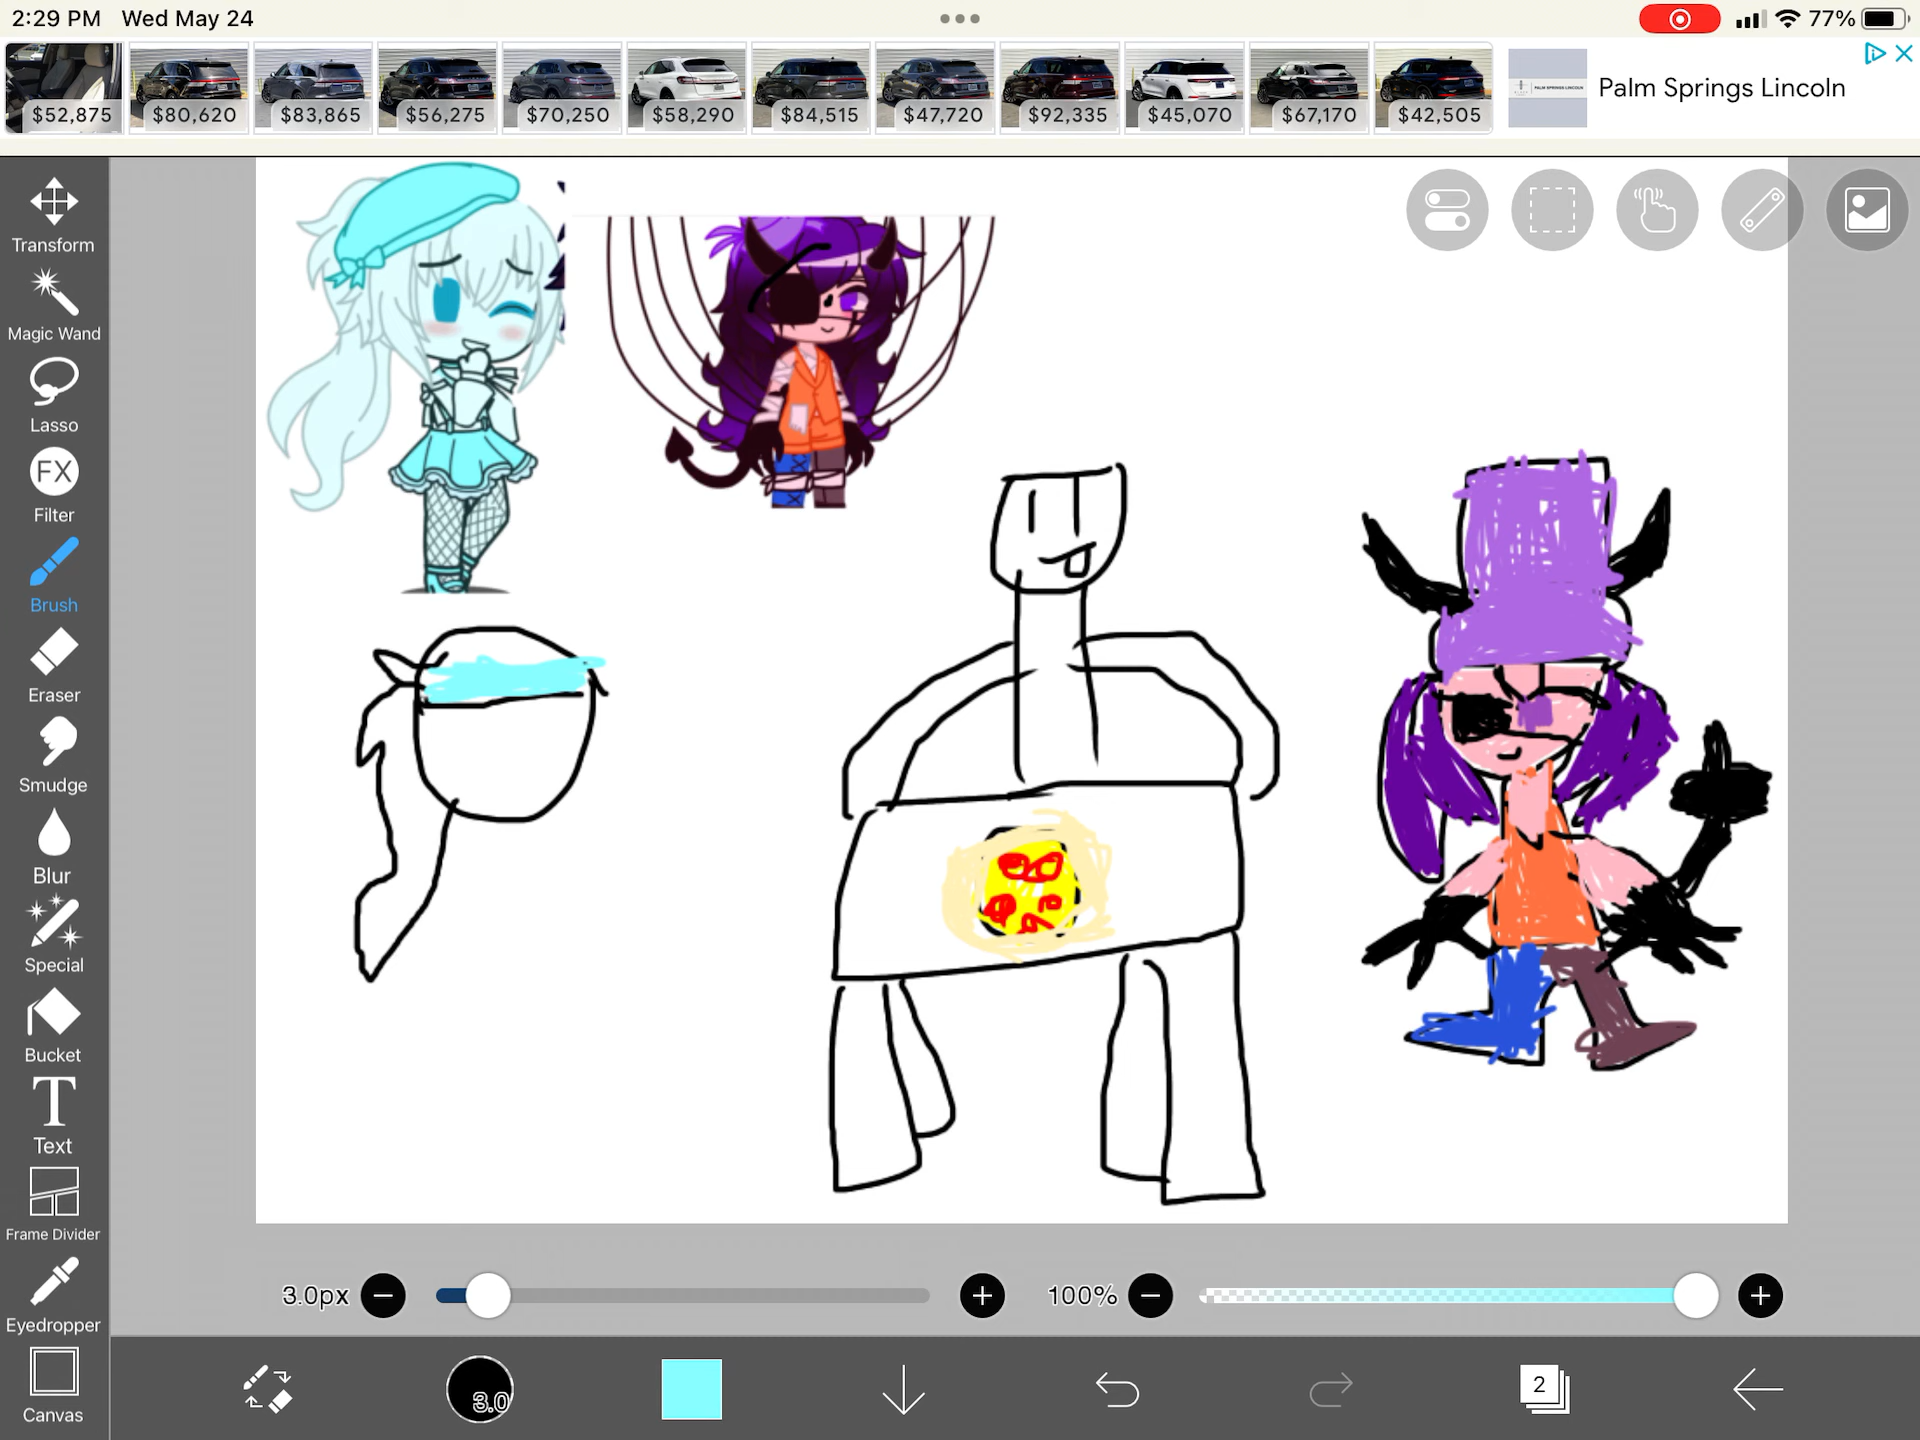 2:29 PM Wed May 24
77%
$52,875 $80,620 $83,865 $56,275 $70,250 $58,290 $84,515 $47,720 $92,335 $45,070 $67,170 $42,505
PALM SPRINGS LINCOLN
Palm Springs Lincoln
Transform
Magic Wand
Lasso
FX
Filter
Brush
Eraser
Smudge
Blur
Special
Bucket
T
Text
Frame Divider
Eyedropper
Canvas
3.0px
100%
3.0
2